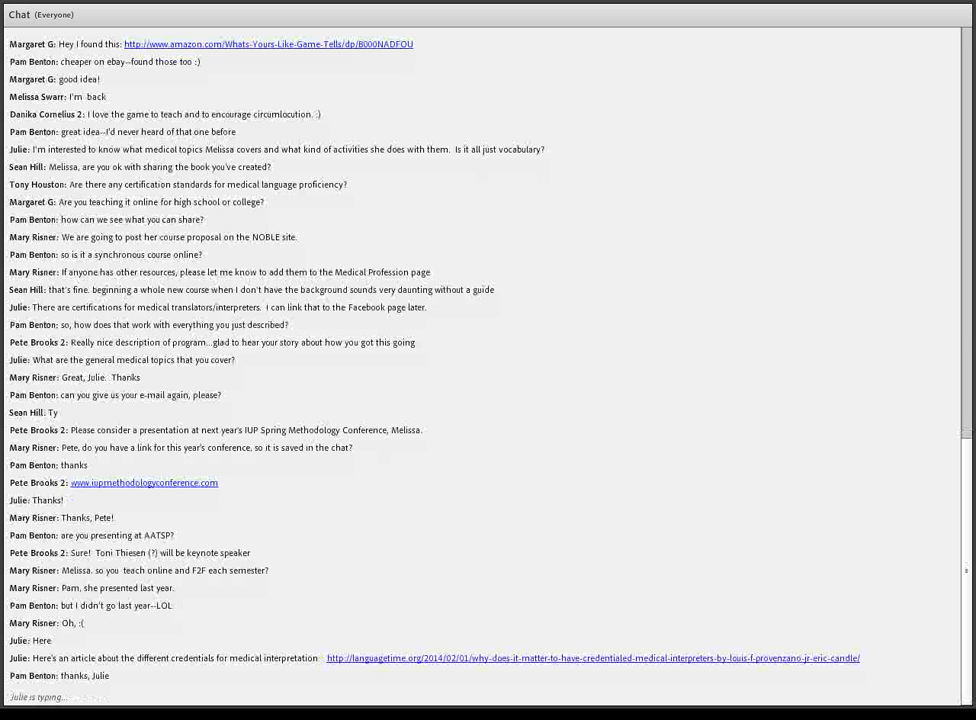 Chat (Everyone)
Margaret G: Hey I found this: http://www.amazon.com/Whats-Yours-Like-Game-Tells/dp/B000NADFOU
Pam Benton: cheaper on ebay--found those too :)
Margaret G: good idea!
Melissa Swarr: I'm back
Danika Cornelius 2: I love the game to teach and to encourage circumlocution. :)
Pam Benton: great idea--I'd never heard of that one before
Julie: I'm interested to know what medical topics Melissa covers and what kind of activities she does with them. Is it all just vocabulary?
Sean Hill: Melissa, are you ok with sharing the book you've created?
Tony Houston: Are there any certification standards for medical language proficiency?
Margaret G: Are you teaching it online for high school or college?
Pam Benton: how can we see what you can share?
Mary Risner: We are going to post her course proposal on the NOBLE site.
Pam Benton: so is it a synchronous course online?
Mary Risner: If anyone has other resources, please let me know to add them to the Medical Profession page
Sean Hill: that's fine. beginning a whole new course when I don't have the background sounds very daunting without a guide
Julie: There are certifications for medical translators/interpreters. I can link that to the Facebook page later.
Pam Benton: so, how does that work with everything you just described?
Pete Brooks 2: Really nice description of program...glad to hear your story about how you got this going
Julie: What are the general medical topics that you cover?
Mary Risner: Great, Julie. Thanks
Pam Benton: can you give us your e-mail again, please?
Sean Hill: Ty
Pete Brooks 2: Please consider a presentation at next year's IUP Spring Methodology Conference, Melissa.
Mary Risner: Pete, do you have a link for this year's conference, so it is saved in the chat?
Pam Benton: thanks
Pete Brooks 2: www.iupmethodologyconference.com
Julie: Thanks!
Mary Risner: Thanks, Pete!
Pam Benton: are you presenting at AATSP?
Pete Brooks 2: Sure! Toni Thiesen (?) will be keynote speaker
Mary Risner: Melissa, so you teach online and F2F each semester?
Mary Risner: Pam, she presented last year.
Pam Benton: but I didn't go last year--LOL
Mary Risner: Oh, :(
Julie: Here
Julie: Here's an article about the different credentials for medical interpretation http://languagetime.org/2014/02/01/why-does-it-matter-to-have-credentialed-medical-interpreters-by-louis-f-provenzano-jr-eric-candle/
Pam Benton: thanks, Julie
Julie is typing...